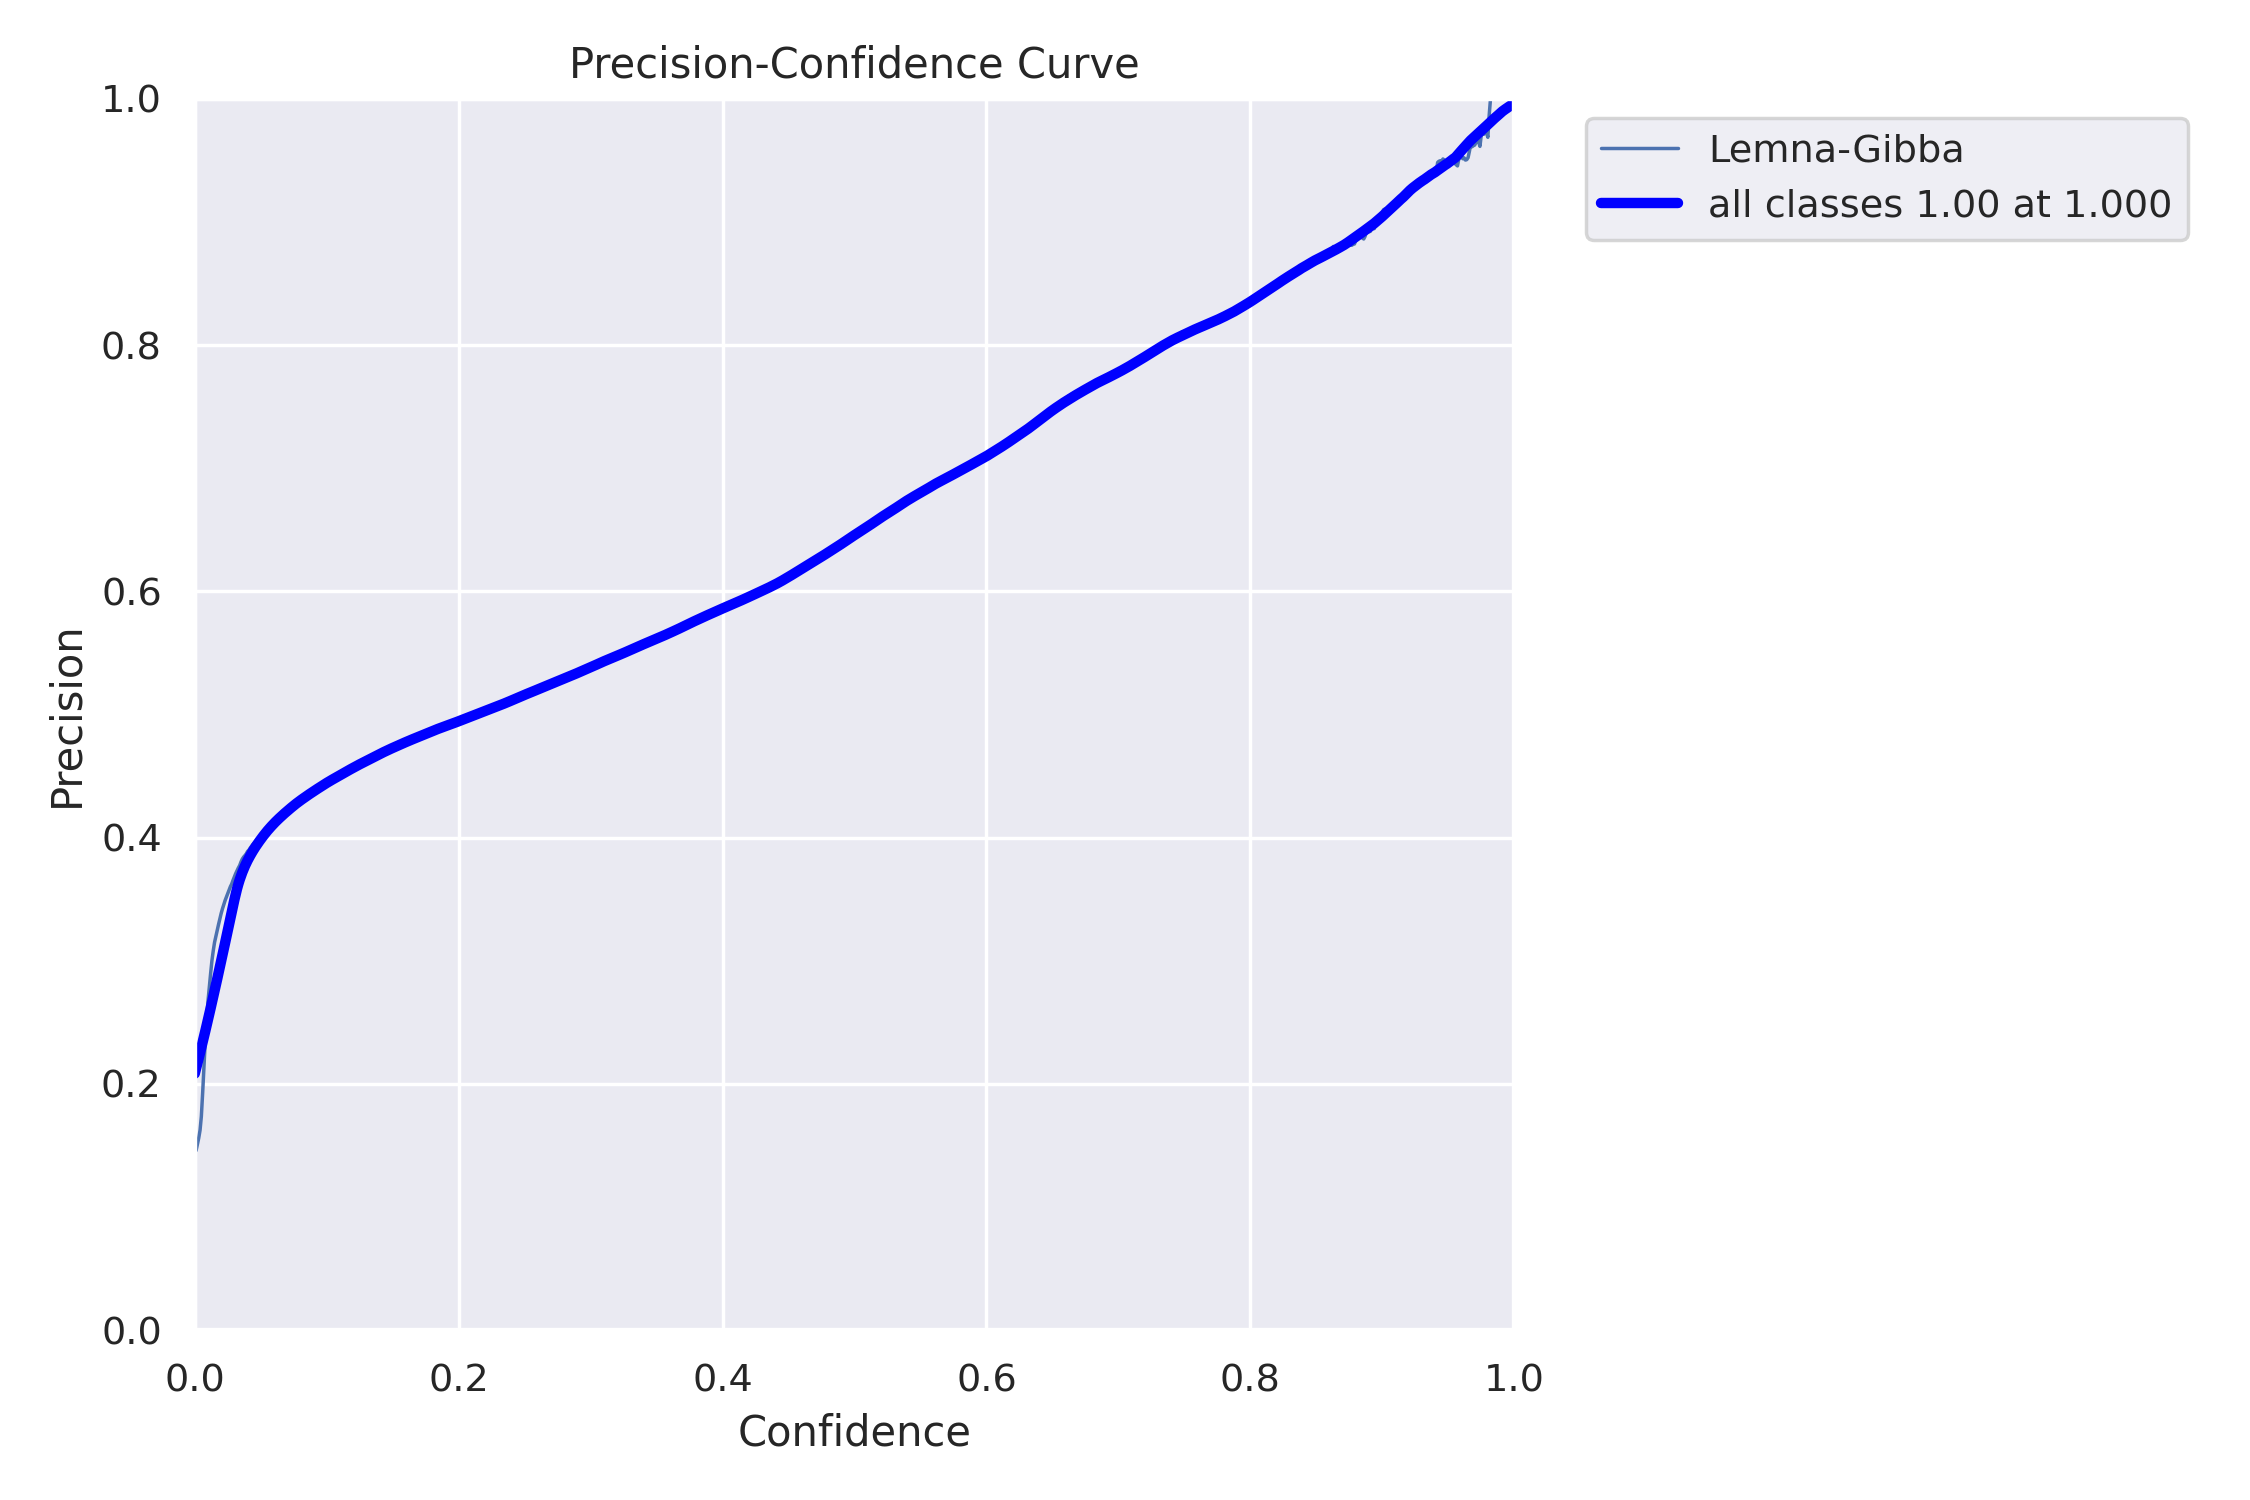 Precision-Confidence Curve
1.0
0.8
0.6
0.4
0.2
0.0
Precision
0.0 0.2 0.4 0.6 0.8 1.0
Confidence
Lemna-Gibba
all classes 1.00 at 1.000